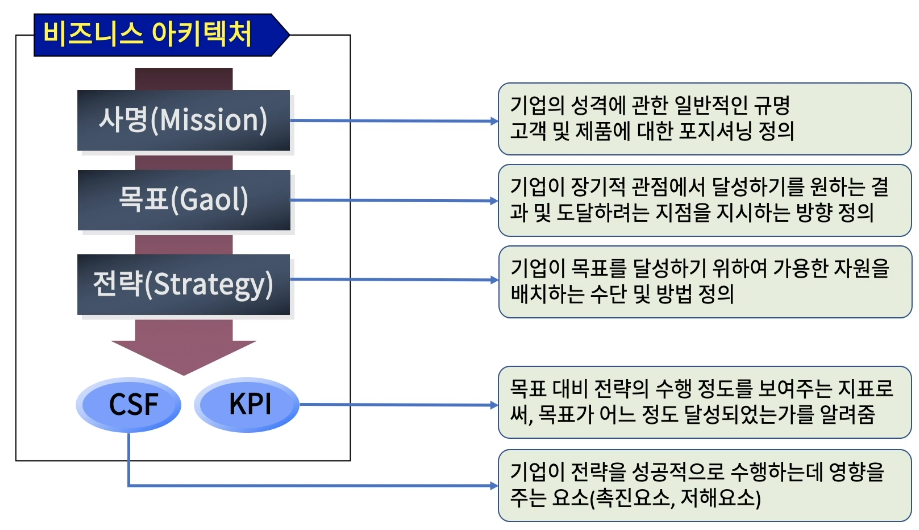 비즈니스 아키텍처
사명(Mission)
기업의 성격에 관한 일반적인 규명
고객 및 제품에 대한 포지셔닝 정의
목표(Gaol)
기업이 장기적 관점에서 달성하기를 원하는 결
과 및 도달하려는 지점을 지시하는 방향 정의
전략(Strategy)
기업이 목표를 달성하기 위하여 가용한 자원을
배치하는 수단 및 방법 정의
CSF
KPI
목표 대비 전략의 수행 정도를 보여주는 지표로
써, 목표가 어느 정도 달성되었는가를 알려줌
기업이 전략을 성공적으로 수행하는데 영향을
주는 요소(촉진요소, 저해요소)